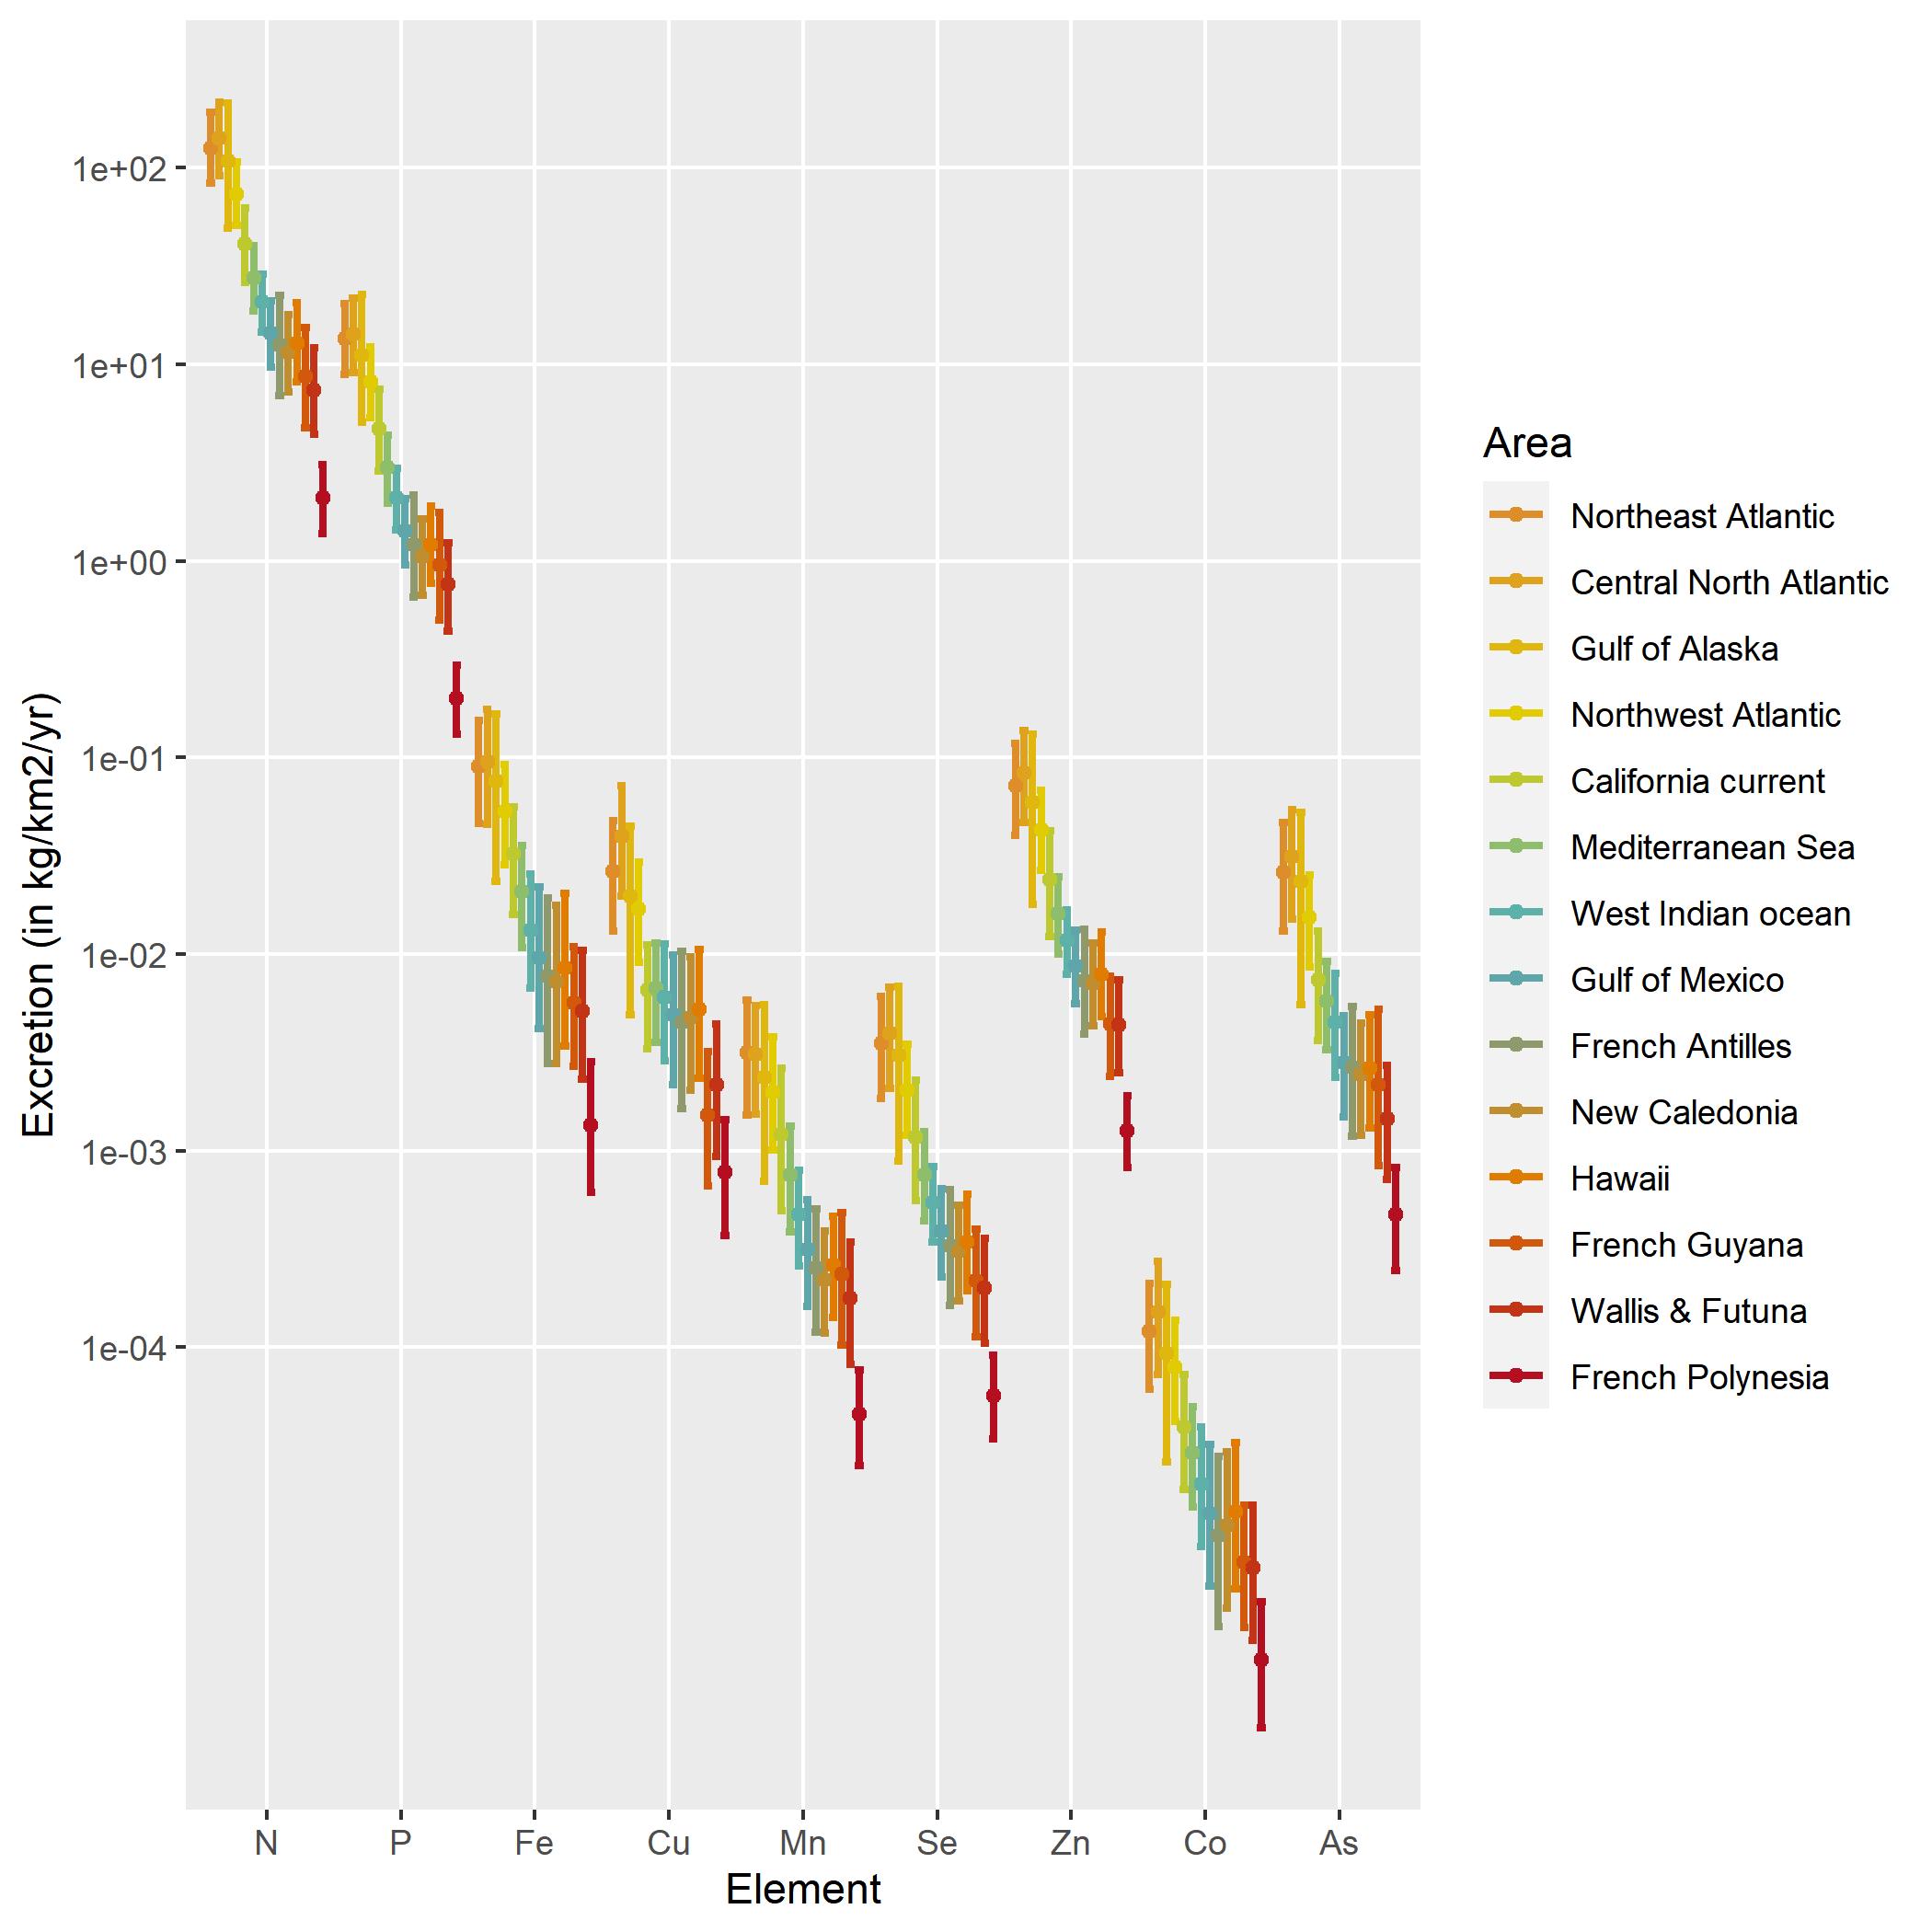 1e+02
1e+01
1e+00
1e-01
1e-02
1e-03
1e-04
Excretion (in kg/km2/yr)
N P Fe Cu Mn Se Zn Co As
Element
Area
Northeast Atlantic
Central North Atlantic
Gulf of Alaska
Northwest Atlantic
California current
Mediterranean Sea
West Indian ocean
Gulf of Mexico
French Antilles
New Caledonia
Hawaii
French Guyana
Wallis & Futuna
French Polynesia